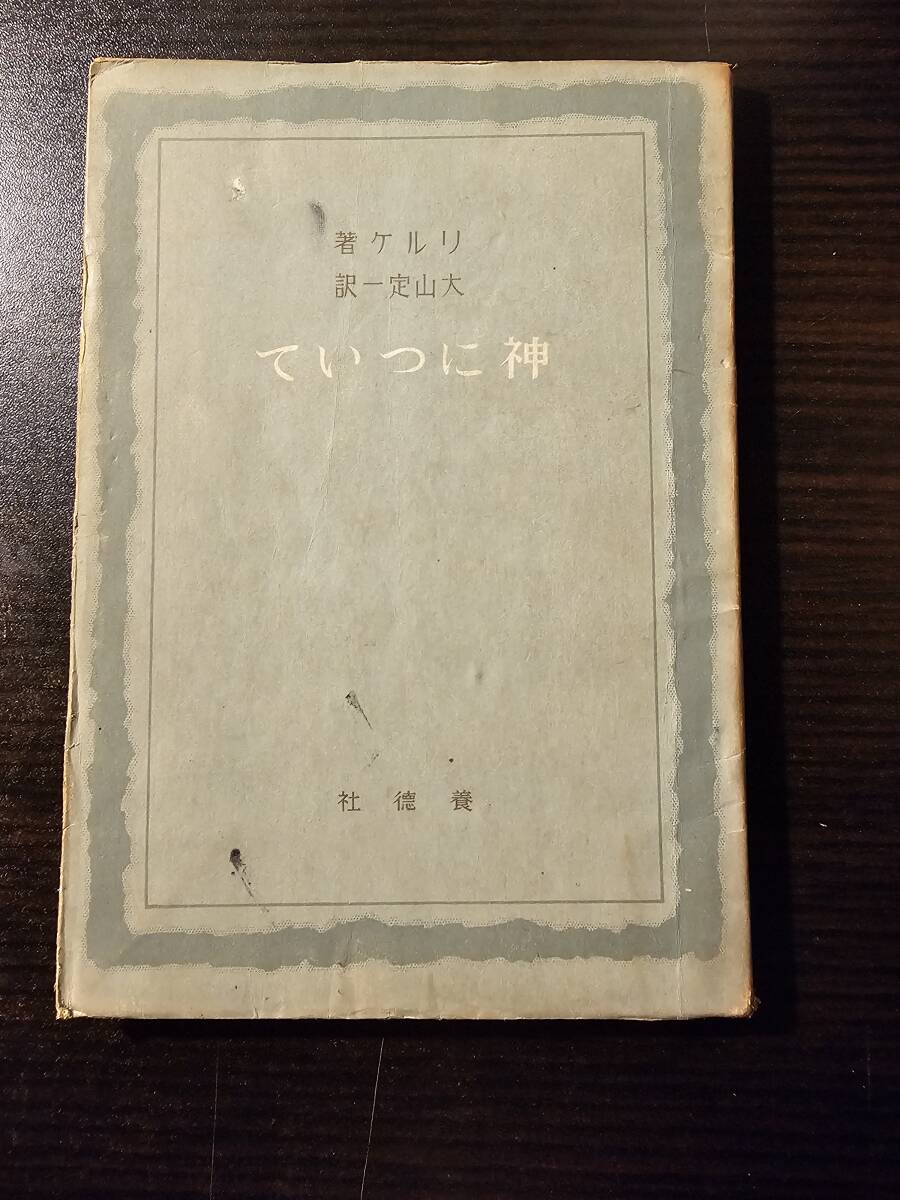 リルケ著
大山定一訳
神について
養徳社